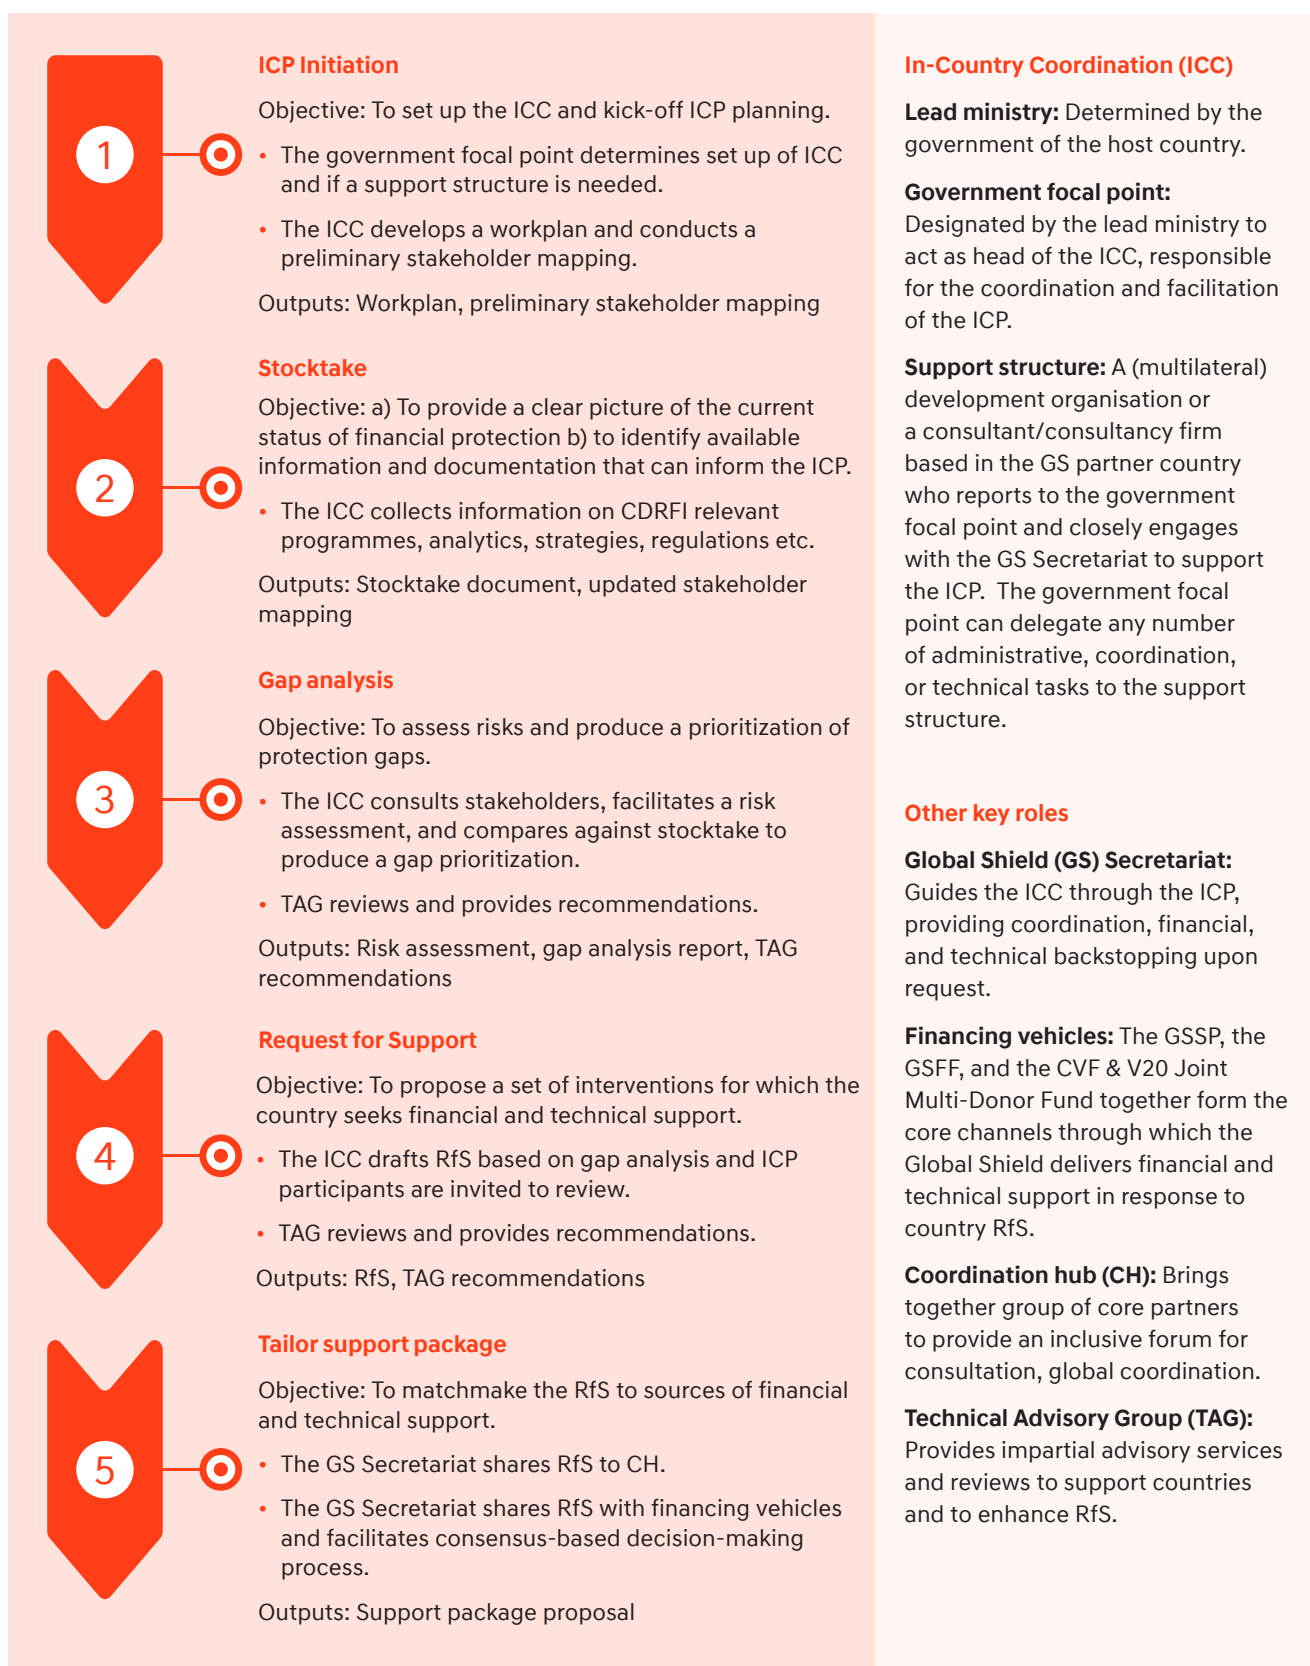 1
ICP Initiation
Objective: To set up the ICC and kick-off ICP planning.
• The government focal point determines set up of ICC
and if a support structure is needed.
• The ICC develops a workplan and conducts a
preliminary stakeholder mapping.
Outputs: Workplan, preliminary stakeholder mapping
2
Stocktake
Objective: a) To provide a clear picture of the current
status of financial protection b) to identify available
information and documentation that can inform the ICP.
• The ICC collects information on CDRFI relevant
programmes, analytics, strategies, regulations etc.
Outputs: Stocktake document, updated stakeholder
mapping
3
Gap analysis
Objective: To assess risks and produce a prioritization of
protection gaps.
• The ICC consults stakeholders, facilitates a risk
assessment, and compares against stocktake to
produce a gap prioritization.
• TAG reviews and provides recommendations.
Outputs: Risk assessment, gap analysis report, TAG
recommendations
4
Request for Support
Objective: To propose a set of interventions for which the
country seeks financial and technical support.
• The ICC drafts RfS based on gap analysis and ICP
participants are invited to review.
• TAG reviews and provides recommendations.
Outputs: RfS, TAG recommendations
5
Tailor support package
Objective: To matchmake the RfS to sources of financial
and technical support.
• The GS Secretariat shares RfS to CH.
• The GS Secretariat shares RfS with financing vehicles
and facilitates consensus-based decision-making
process.
Outputs: Support package proposal
In-Country Coordination (ICC)
Lead ministry: Determined by the
government of the host country.
Government focal point:
Designated by the lead ministry to
act as head of the ICC, responsible
for the coordination and facilitation
of the ICP.
Support structure: A (multilateral)
development organisation or
a consultant/consultancy firm
based in the GS partner country
who reports to the government
focal point and closely engages
with the GS Secretariat to support
the ICP. The government focal
point can delegate any number
of administrative, coordination,
or technical tasks to the support
structure.
Other key roles
Global Shield (GS) Secretariat:
Guides the ICC through the ICP,
providing coordination, financial,
and technical backstopping upon
request.
Financing vehicles: The GSSP, the
GSFF, and the CVF & V20 Joint
Multi-Donor Fund together form the
core channels through which the
Global Shield delivers financial and
technical support in response to
country RfS.
Coordination hub (CH): Brings
together group of core partners
to provide an inclusive forum for
consultation, global coordination.
Technical Advisory Group (TAG):
Provides impartial advisory services
and reviews to support countries
and to enhance RfS.